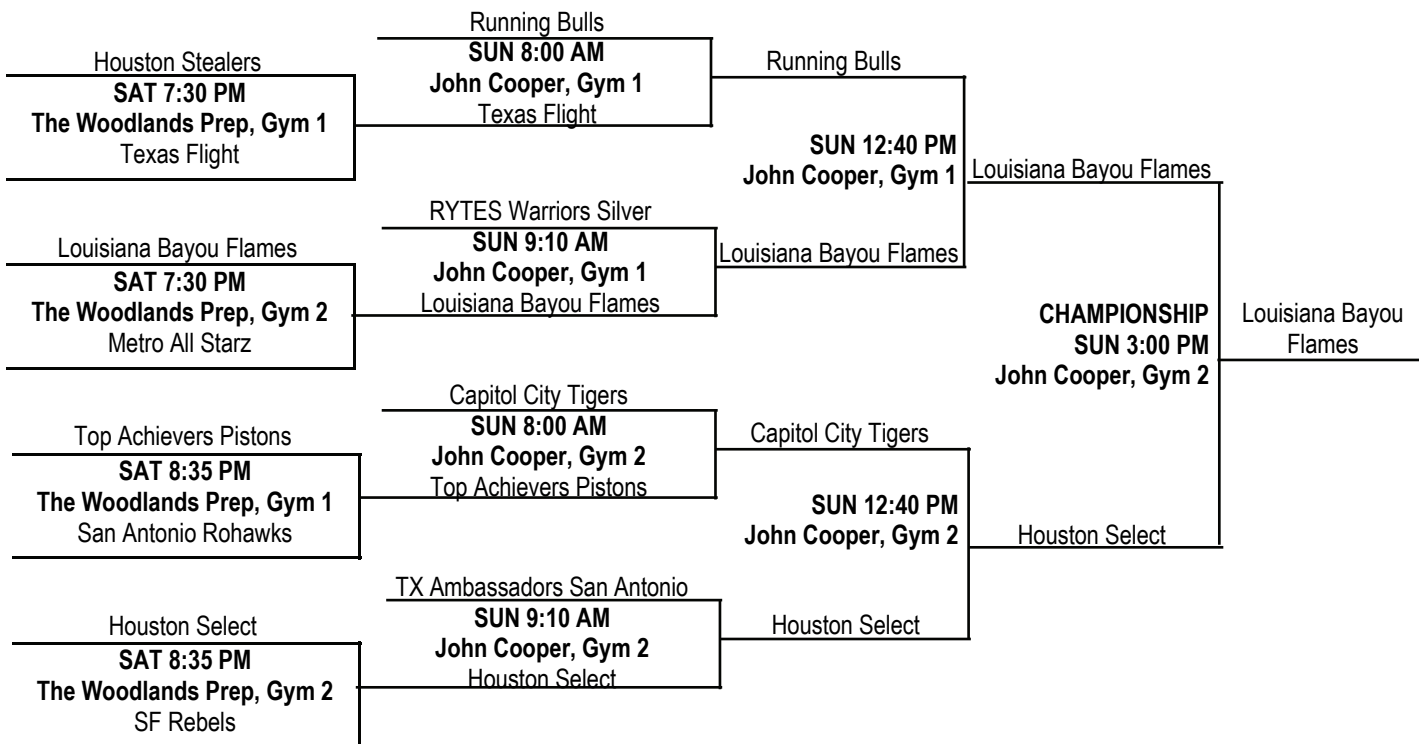 Houston Stealers
SAT 7:30 PM
The Woodlands Prep, Gym 1
Texas Flight
Louisiana Bayou Flames
SAT 7:30 PM
The Woodlands Prep, Gym 2
Metro All Starz
Top Achievers Pistons
SAT 8:35 PM
The Woodlands Prep, Gym 1
San Antonio Rohawks
Houston Select
SAT 8:35 PM
The Woodlands Prep, Gym 2
SF Rebels
Running Bulls
SUN 8:00 AM
John Cooper, Gym 1
Texas Flight
RYTES Warriors Silver
SUN 9:10 AM
John Cooper, Gym 1
Louisiana Bayou Flames
Capitol City Tigers
SUN 8:00 AM
John Cooper, Gym 2
Top Achievers Pistons
TX Ambassadors San Antonio
SUN 9:10 AM
John Cooper, Gym 2
Houston Select
Running Bulls
SUN 12:40 PM
John Cooper, Gym 1
Louisiana Bayou Flames
Capitol City Tigers
SUN 12:40 PM
John Cooper, Gym 2
Houston Select
Louisiana Bayou Flames
CHAMPIONSHIP
SUN 3:00 PM
John Cooper, Gym 2
Houston Select
Louisiana Bayou
Flames